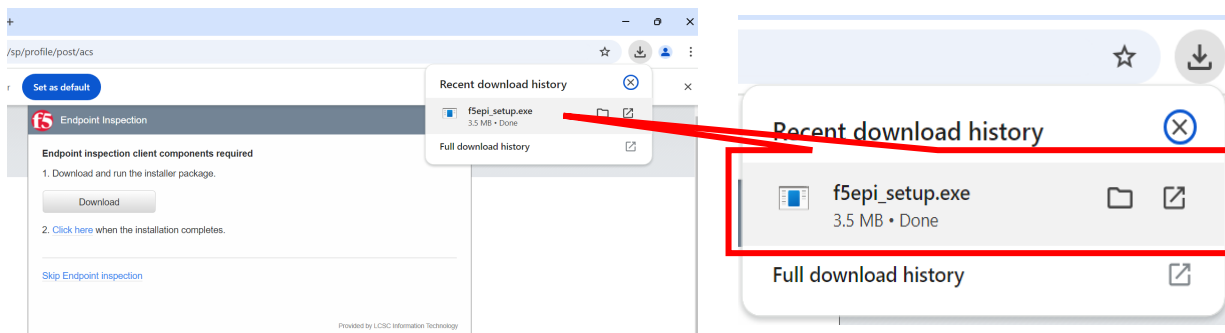 /sp/profile/post/acs
Set as default
Recent download history
f5 Endpoint Inspection
f5epi_setup.exe
3.5 MB • Done
Full download history
Endpoint inspection client components required
1. Download and run the installer package.
Download
2. Click here when the installation completes.
Skip Endpoint inspection
Provided by LCSC Information Technology
Recent download history
f5epi_setup.exe
3.5 MB • Done
Full download history